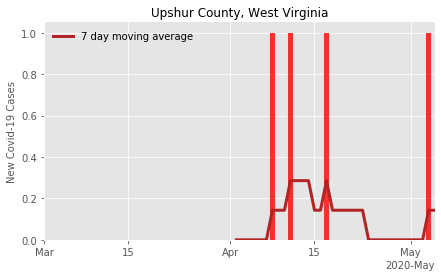 Upshur County, West Virginia
7 day moving average
New Covid-19 Cases
1.0
0.8
0.6
0.4
0.2
0.0
Mar
15
Apr
15
May
2020-May